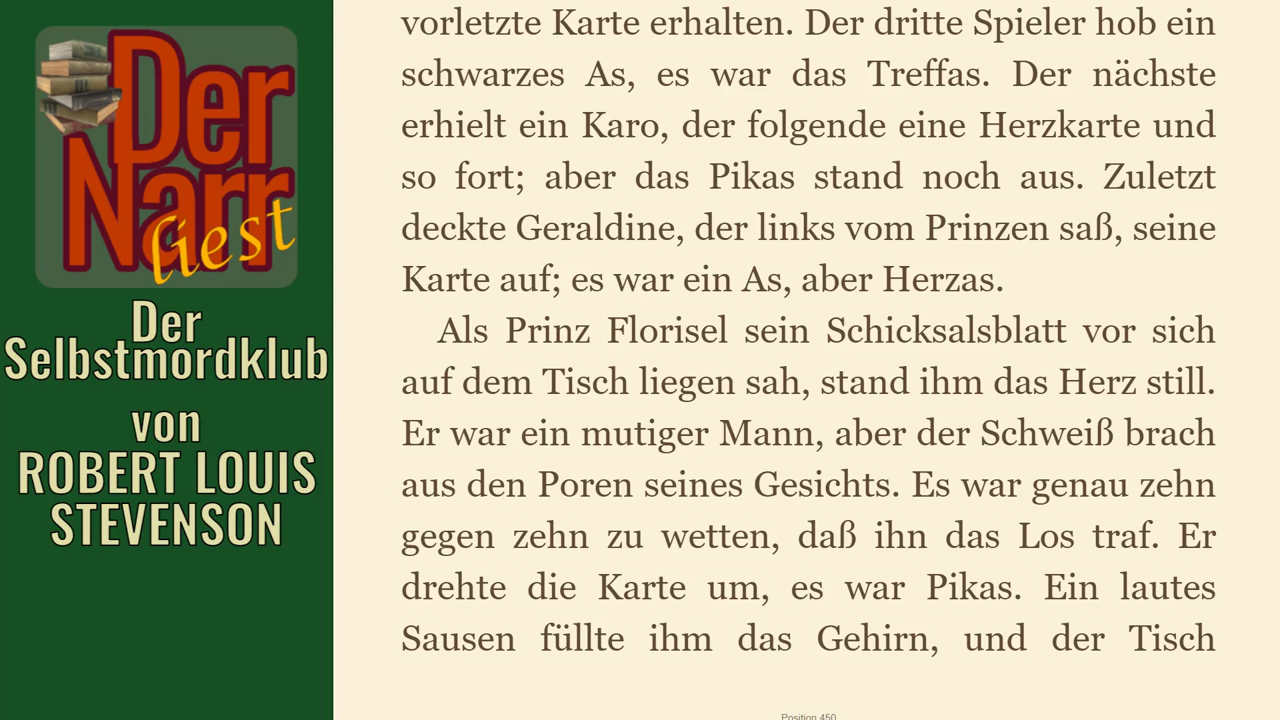 Der
Narr
liest
Der
Selbstmordklub
von
ROBERT LOUIS
STEVENSON
vorletzte Karte erhalten. Der dritte Spieler hob ein
schwarzes As, es war das Treffas. Der nächste
erhielt ein Karo, der folgende eine Herzkarte und
so fort; aber das Pikas stand noch aus. Zuletzt
deckte Geraldine, der links vom Prinzen saß, seine
Karte auf; es war ein As, aber Herzas.
Als Prinz Florisel sein Schicksalsblatt vor sich
auf dem Tisch liegen sah, stand ihm das Herz still.
Er war ein mutiger Mann, aber der Schweiß brach
aus den Poren seines Gesichts. Es war genau zehn
gegen zehn zu wetten, daß ihn das Los traf. Er
drehte die Karte um, es war Pikas. Ein lautes
Sausen füllte ihm das Gehirn, und der Tisch
Position 450